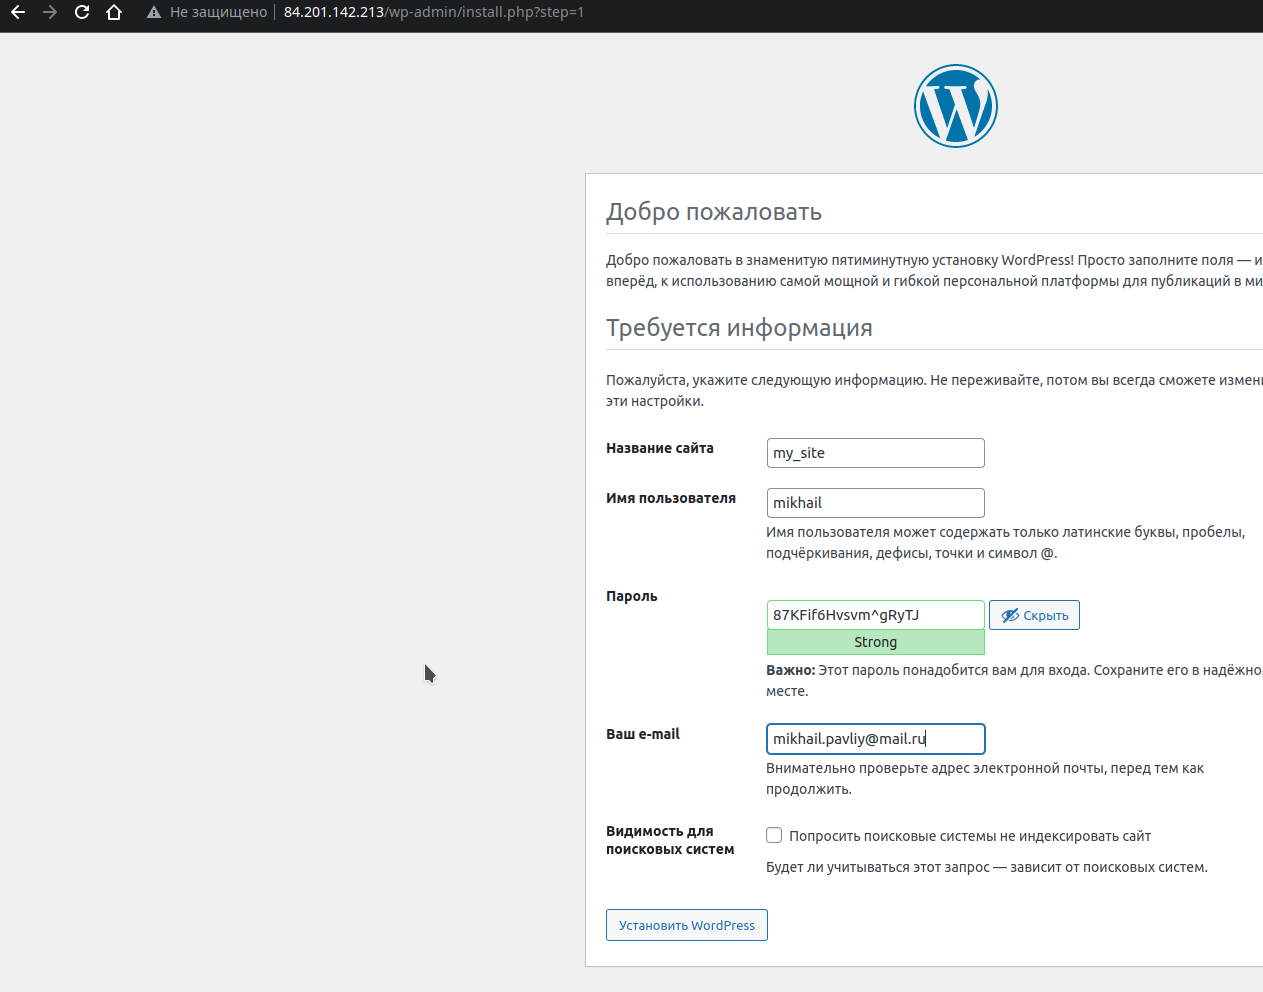 Не защищено 84.201.142.213/wp-admin/install.php?step=1
Добро пожаловать
Добро пожаловать в знаменитую пятиминутную установку WordPress! Просто заполните поля — и
вперёд, к использованию самой мощной и гибкой персональной платформы для публикаций в ми
Требуется информация
Пожалуйста, укажите следующую информацию. Не переживайте, потом вы всегда сможете измени
эти настройки.
Название сайта
my_site
Имя пользователя
mikhail
Имя пользователя может содержать только латинские буквы, пробелы,
подчёркивания, дефисы, точки и символ @.
Пароль
87KFif6Hvsvm^gRyTJ
Скрыть
Strong
Важно: Этот пароль понадобится вам для входа. Сохраните его в надёжно
месте.
Ваш e-mail
mikhail.pavliy@mail.ru
Внимательно проверьте адрес электронной почты, перед тем как
продолжить.
Видимость для
поисковых систем
Попросить поисковые системы не индексировать сайт
Будет ли учитываться этот запрос — зависит от поисковых систем.
Установить WordPress